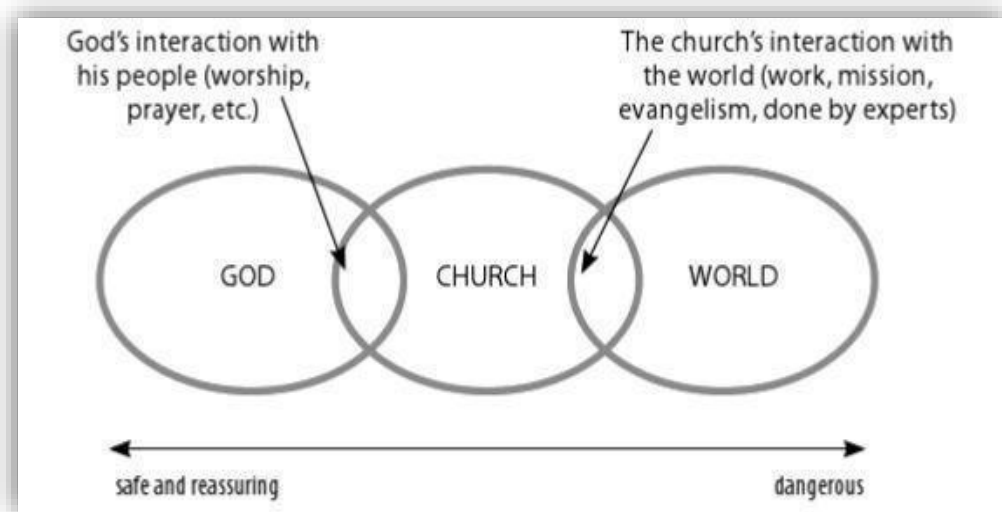 God's interaction with
his people (worship,
prayer, etc.)
The church's interaction with
the world (work, mission,
evangelism, done by experts)
GOD
CHURCH
WORLD
safe and reassuring
dangerous